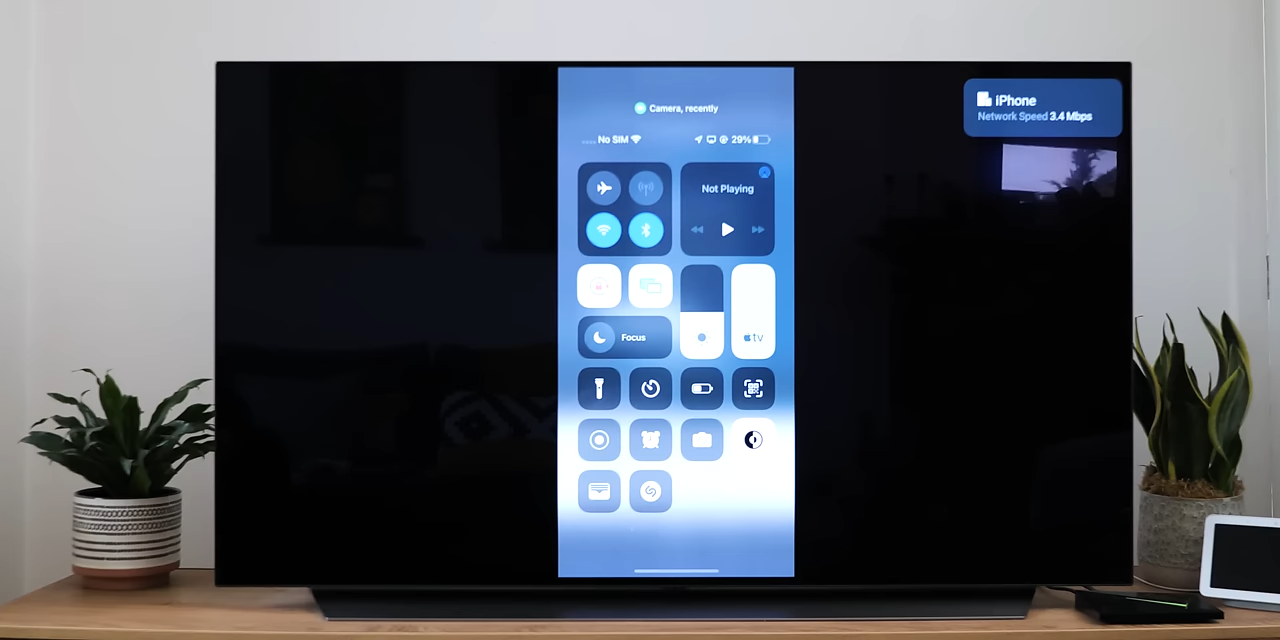 Camera, recently
iPhone
Network Speed 3.4 Mbps
No SIM
29%
Not Playing
Focus
tv